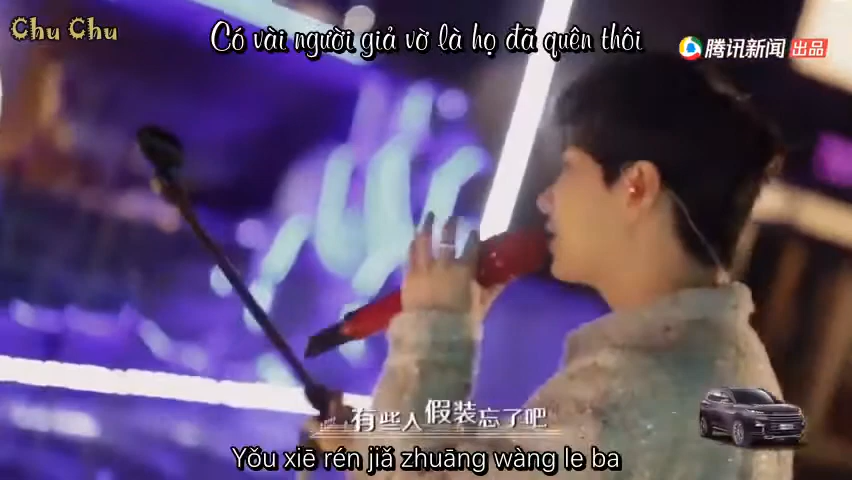 Chu Chu
Có vài người giả vờ là họ đã quên thôi
腾讯新闻 出品
有些人假装忘了吧
Yǒu xiē rén jiǎ zhuāng wàng le ba